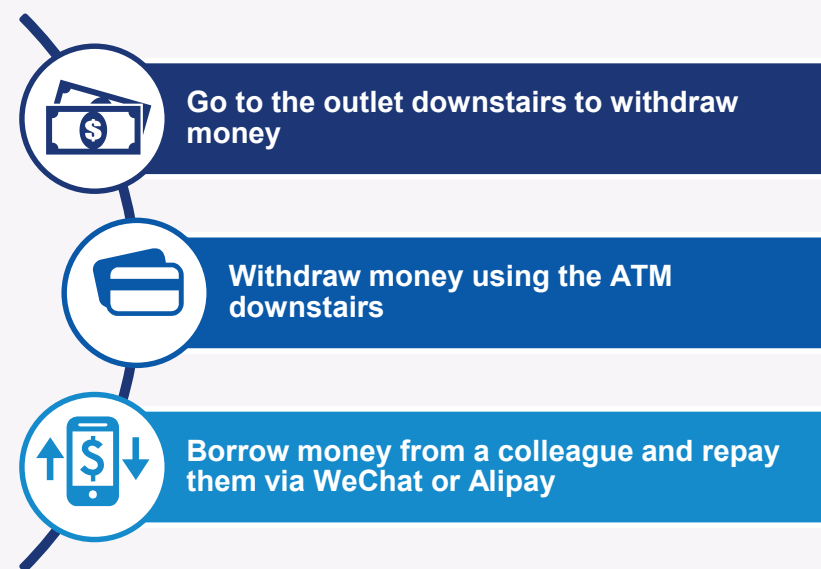 Go to the outlet downstairs to withdraw
money
Withdraw money using the ATM
downstairs
Borrow money from a colleague and repay
them via WeChat or Alipay